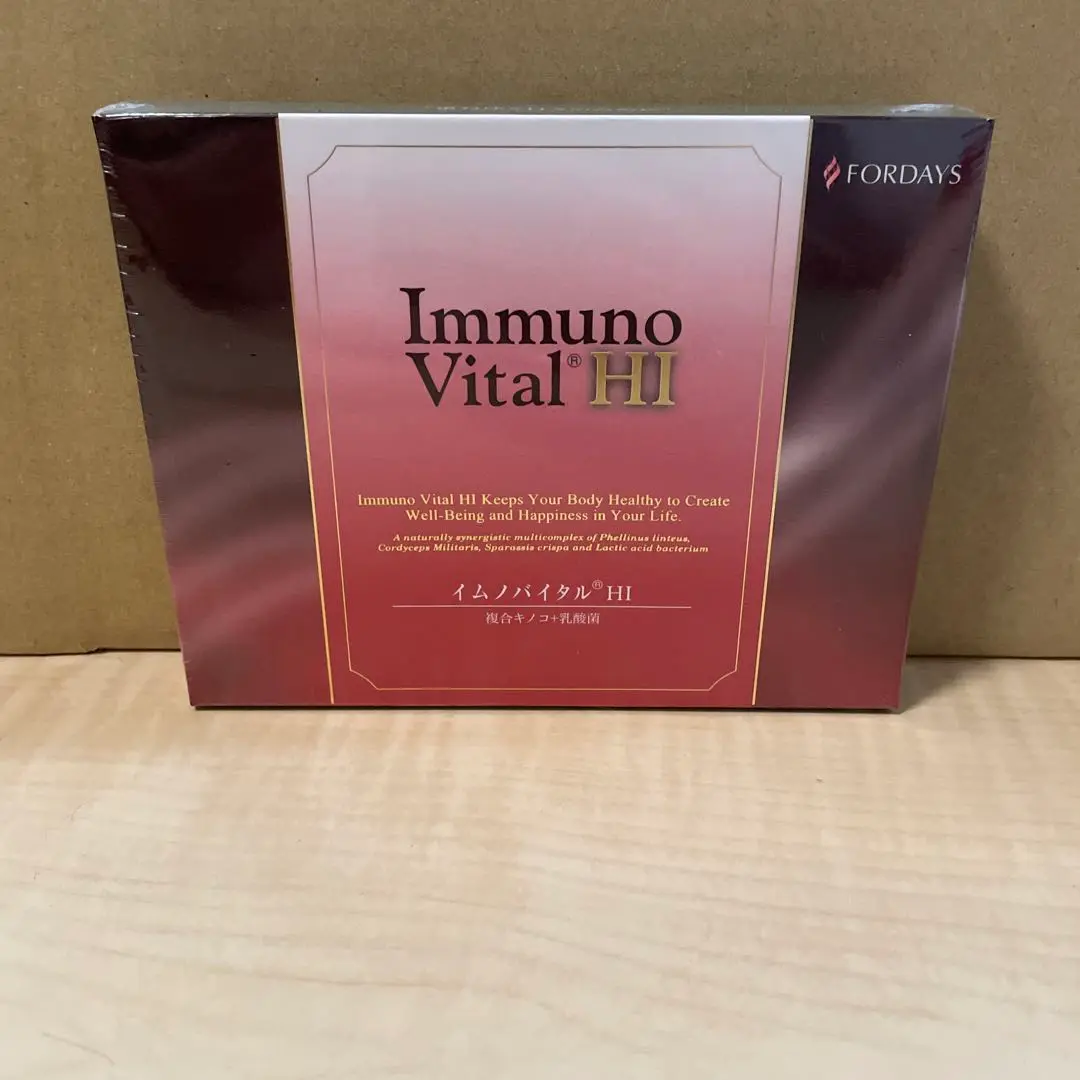 FORDAYS
Immuno
Vital® HI
Immuno Vital HI Keeps Your Body Healthy to Create
Well-Being and Happiness in Your Life.
A naturally synergistic multicomplex of Phellinus linteus,
Cordyceps Militaris, Sparassis crispa and Lactic acid bacterium
イムノバイタル®HI
複合キノコ+乳酸菌